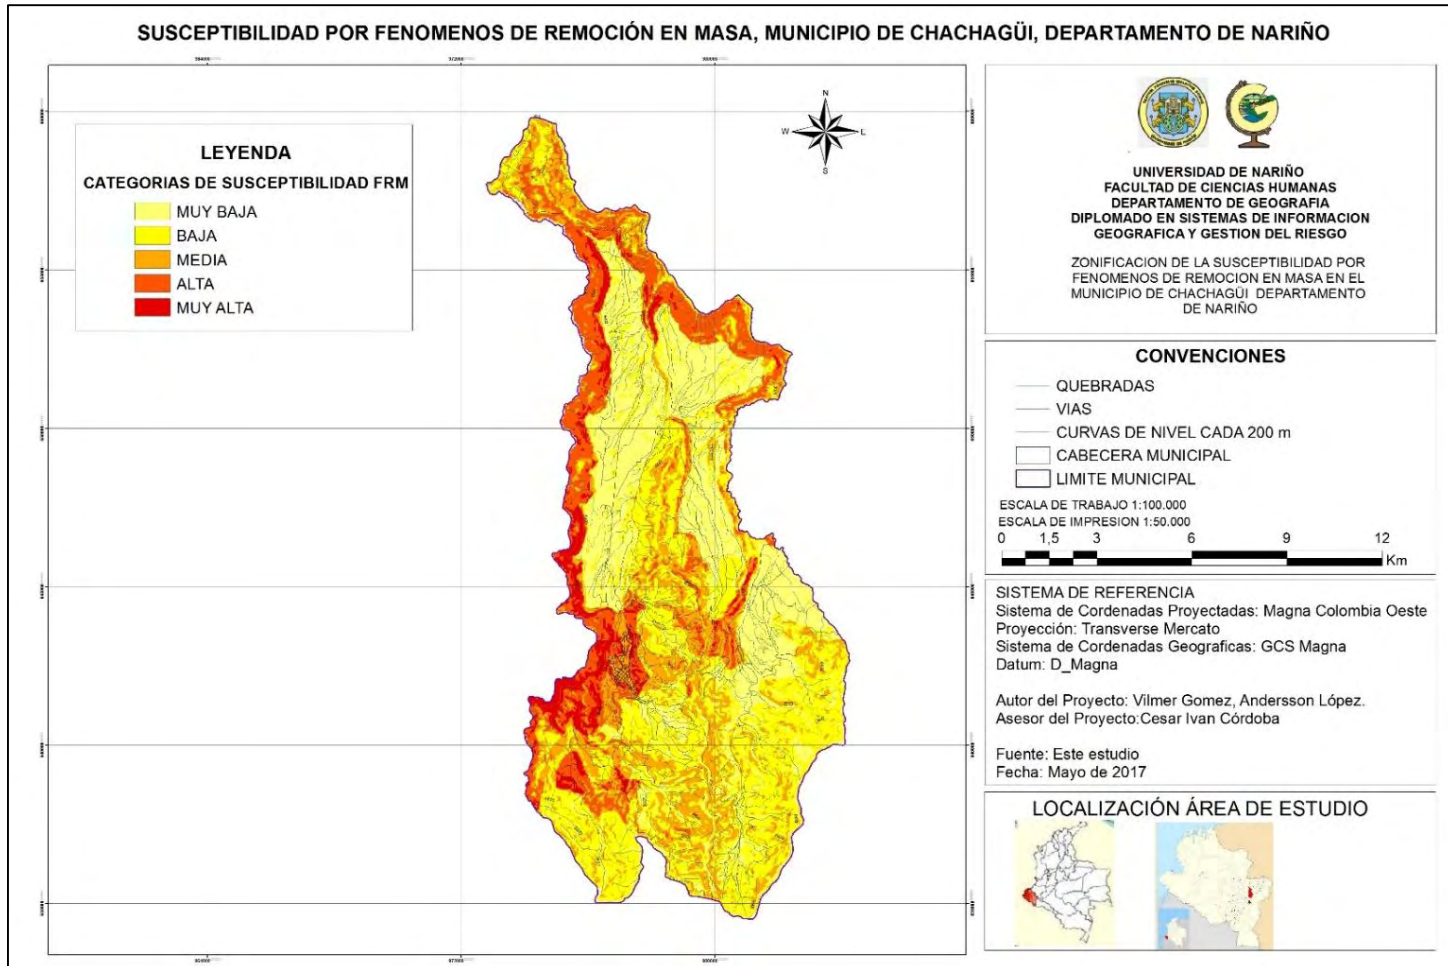 SUSCEPTIBILIDAD POR FENOMENOS DE REMOCIÓN EN MASA, MUNICIPIO DE CHACHAGÜI, DEPARTAMENTO DE NARIÑO
LEYENDA
CATEGORIAS DE SUSCEPTIBILIDAD FRM
MUY BAJA
BAJA
MEDIA
ALTA
MUY ALTA
N
W
E
S
UNIVERSIDAD DE NARIÑO
FACULTAD DE CIENCIAS HUMANAS
DEPARTAMENTO DE GEOGRAFIA
DIPLOMADO EN SISTEMAS DE INFORMACION
GEOGRAFICA Y GESTION DEL RIESGO
ZONIFICACION DE LA SUSCEPTIBILIDAD POR
FENOMENOS DE REMOCION EN MASA EN EL
MUNICIPIO DE CHACHAGÜI DEPARTAMENTO
DE NARIÑO
CONVENCIONES
QUEBRADAS
VIAS
CURVAS DE NIVEL CADA 200 m
CABECERA MUNICIPAL
LIMITE MUNICIPAL
ESCALA DE TRABAJO 1:100.000
ESCALA DE IMPRESION 1:50.000
0 1,5 3 6 9 12
Km
SISTEMA DE REFERENCIA
Sistema de Cordenadas Proyectadas: Magna Colombia Oeste
Proyección: Transverse Mercato
Sistema de Cordenadas Geograficas: GCS Magna
Datum: D_Magna
Autor del Proyecto: Vilmer Gomez, Andersson López.
Asesor del Proyecto:Cesar Ivan Córdoba
Fuente: Este estudio
Fecha: Mayo de 2017
LOCALIZACIÓN ÁREA DE ESTUDIO